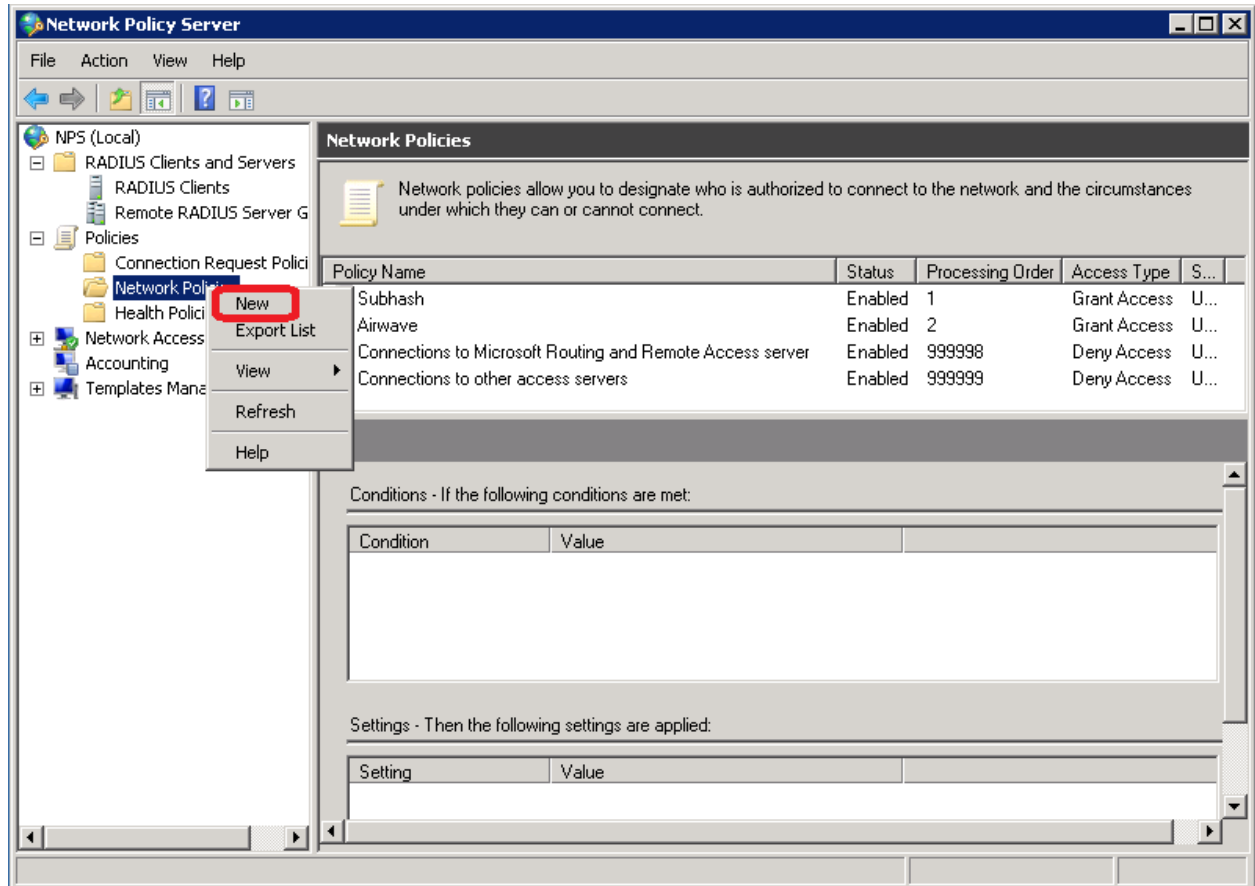 Network Policy Server
File Action View Help
NPS (Local)
RADIUS Clients and Servers
RADIUS Clients
Remote RADIUS Server G
Policies
Connection Request Polici
Network Polici
Health Polici
Network Access
Accounting
Templates Mana
New
Export List
View
Refresh
Help
Network Policies
Network policies allow you to designate who is authorized to connect to the network and the circumstances
under which they can or cannot connect.
Policy Name Status Processing Order Access Type S...
Subhash Enabled 1 Grant Access U...
Airwave Enabled 2 Grant Access U...
Connections to Microsoft Routing and Remote Access server Enabled 999998 Deny Access U...
Connections to other access servers Enabled 999999 Deny Access U...
Conditions - If the following conditions are met:
Condition Value
Settings - Then the following settings are applied:
Setting Value